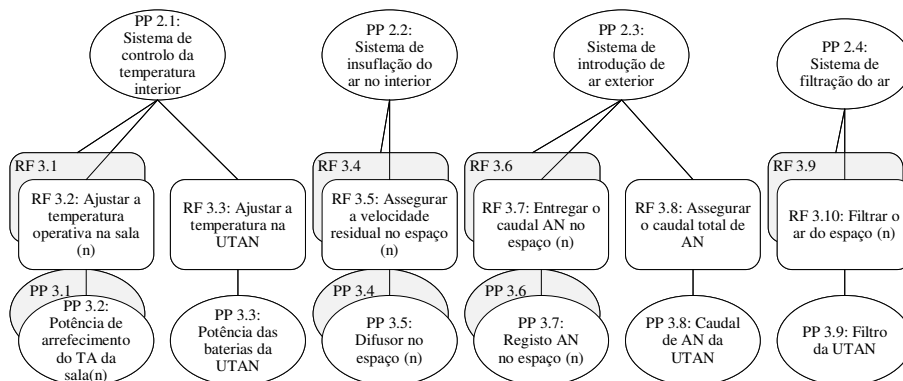 PP 2.1:
Sistema de
controlo da
temperatura
interior
PP 2.2:
Sistema de
insuflação do
ar no interior
PP 2.3:
Sistema de
introdução de
ar exterior
PP 2.4:
Sistema de
filtração do ar
RF 3.1
RF 3.2: Ajustar a
temperatura
operativa na sala
(n)
RF 3.3: Ajustar a
temperatura na
UTAN
RF 3.4
RF 3.5: Assegurar
a velocidade
residual no espaço
(n)
RF 3.6
RF 3.7: Entregar o
caudal AN no
espaço (n)
RF 3.8: Assegurar
o caudal total de
AN
RF 3.9
RF 3.10: Filtrar o
ar do espaço (n)
PP 3.1
PP 3.2:
Potência de
arrefecimento
do TA da
sala(n)
PP 3.3:
Potência das
baterias da
UTAN
PP 3.4
PP 3.5:
Difusor no
espaço (n)
PP 3.6
PP 3.7:
Registo AN
no espaço (n)
PP 3.8: Caudal
de AN da
UTAN
PP 3.9: Filtro
da UTAN